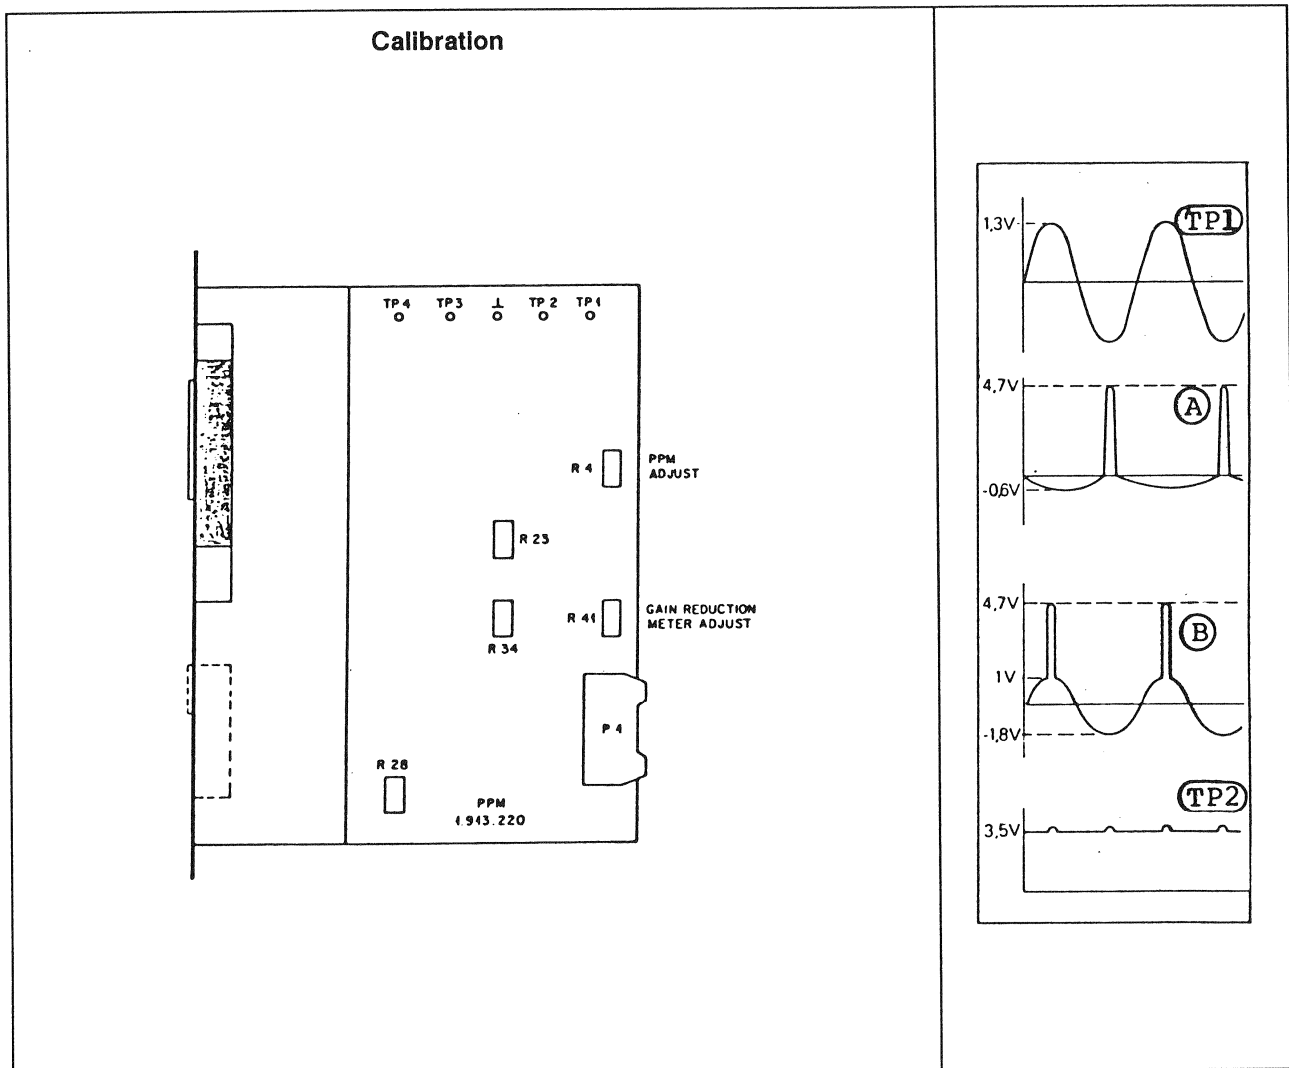 Calibration
TP4 TP3 ⊥ TP2 TP1
R 4
PPM
ADJUST
R 23
R 34
R 41
GAIN REDUCTION
METER ADJUST
P 4
R 28
PPM
1.913.220
1,3V
TP1
4,7V
A
-0,6V
4,7V
B
1V
-1,8V
TP2
3,5V